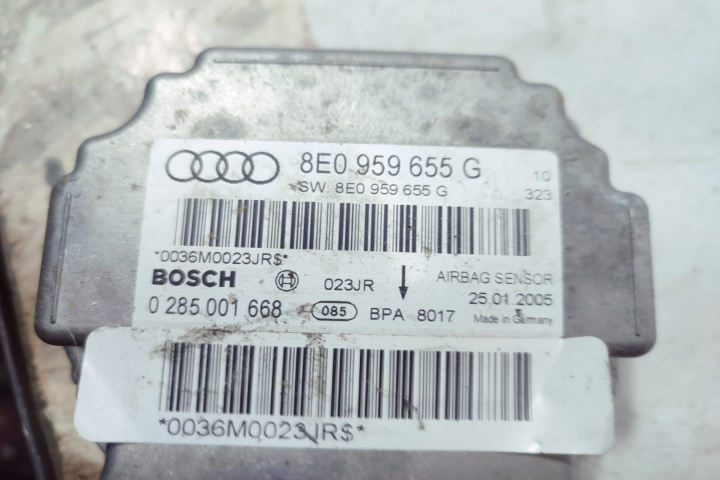 8E0 959 655 G 10
*SW: 8E0 959 655 G 323
*0036M0023JR$*
BOSCH 023JR AIRBAG SENSOR
25.01.2005
0 285 001 668 085 BPA 8017 Made in Germany
*0036M0023JR$*